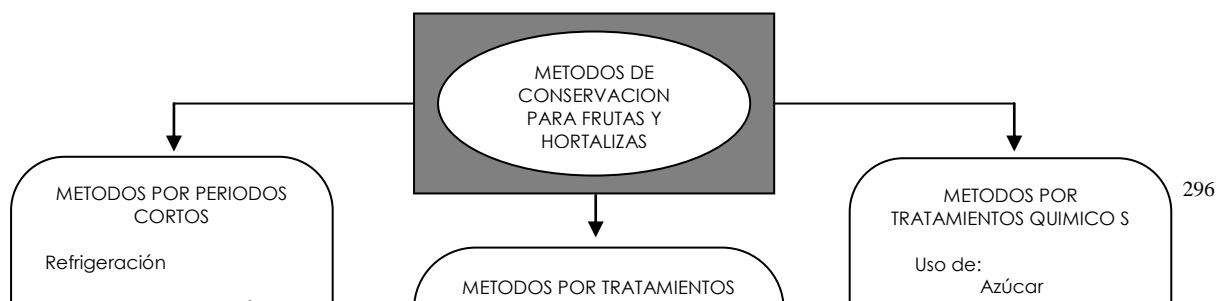 METODOS DE
CONSERVACION
PARA FRUTAS Y
HORTALIZAS
METODOS POR PERIODOS
CORTOS
Refrigeración
METODOS POR TRATAMIENTOS
METODOS POR
TRATAMIENTOS QUIMICO S
Uso de:
Azúcar
296